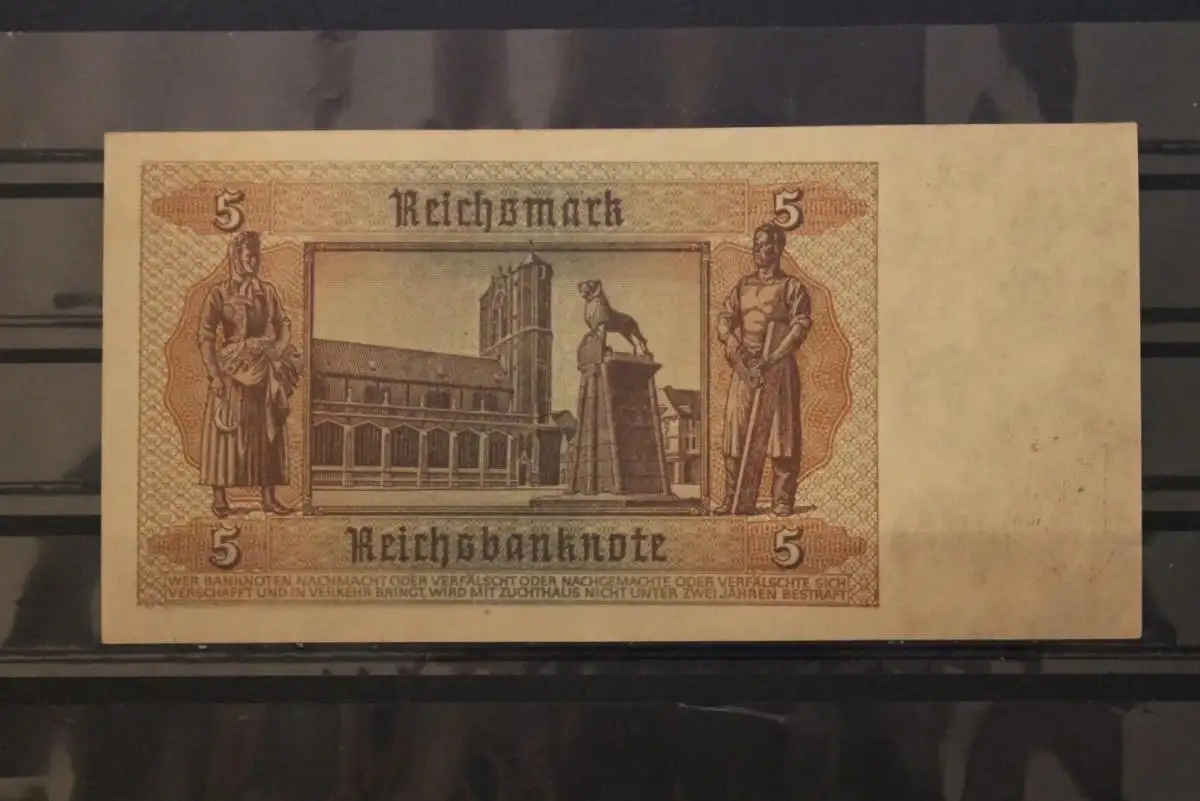 5 Reichsmark 5
5 Reichsbanknote 5
WER BANKNOTEN NACHMACHT ODER VERFÄLSCHT ODER NACHGEMACHTE ODER VERFÄLSCHTE SICH
VERSCHAFFT UND IN VERKEHR BRINGT, WIRD MIT ZUCHTHAUS NICHT UNTER ZWEI JAHREN BESTRAFT